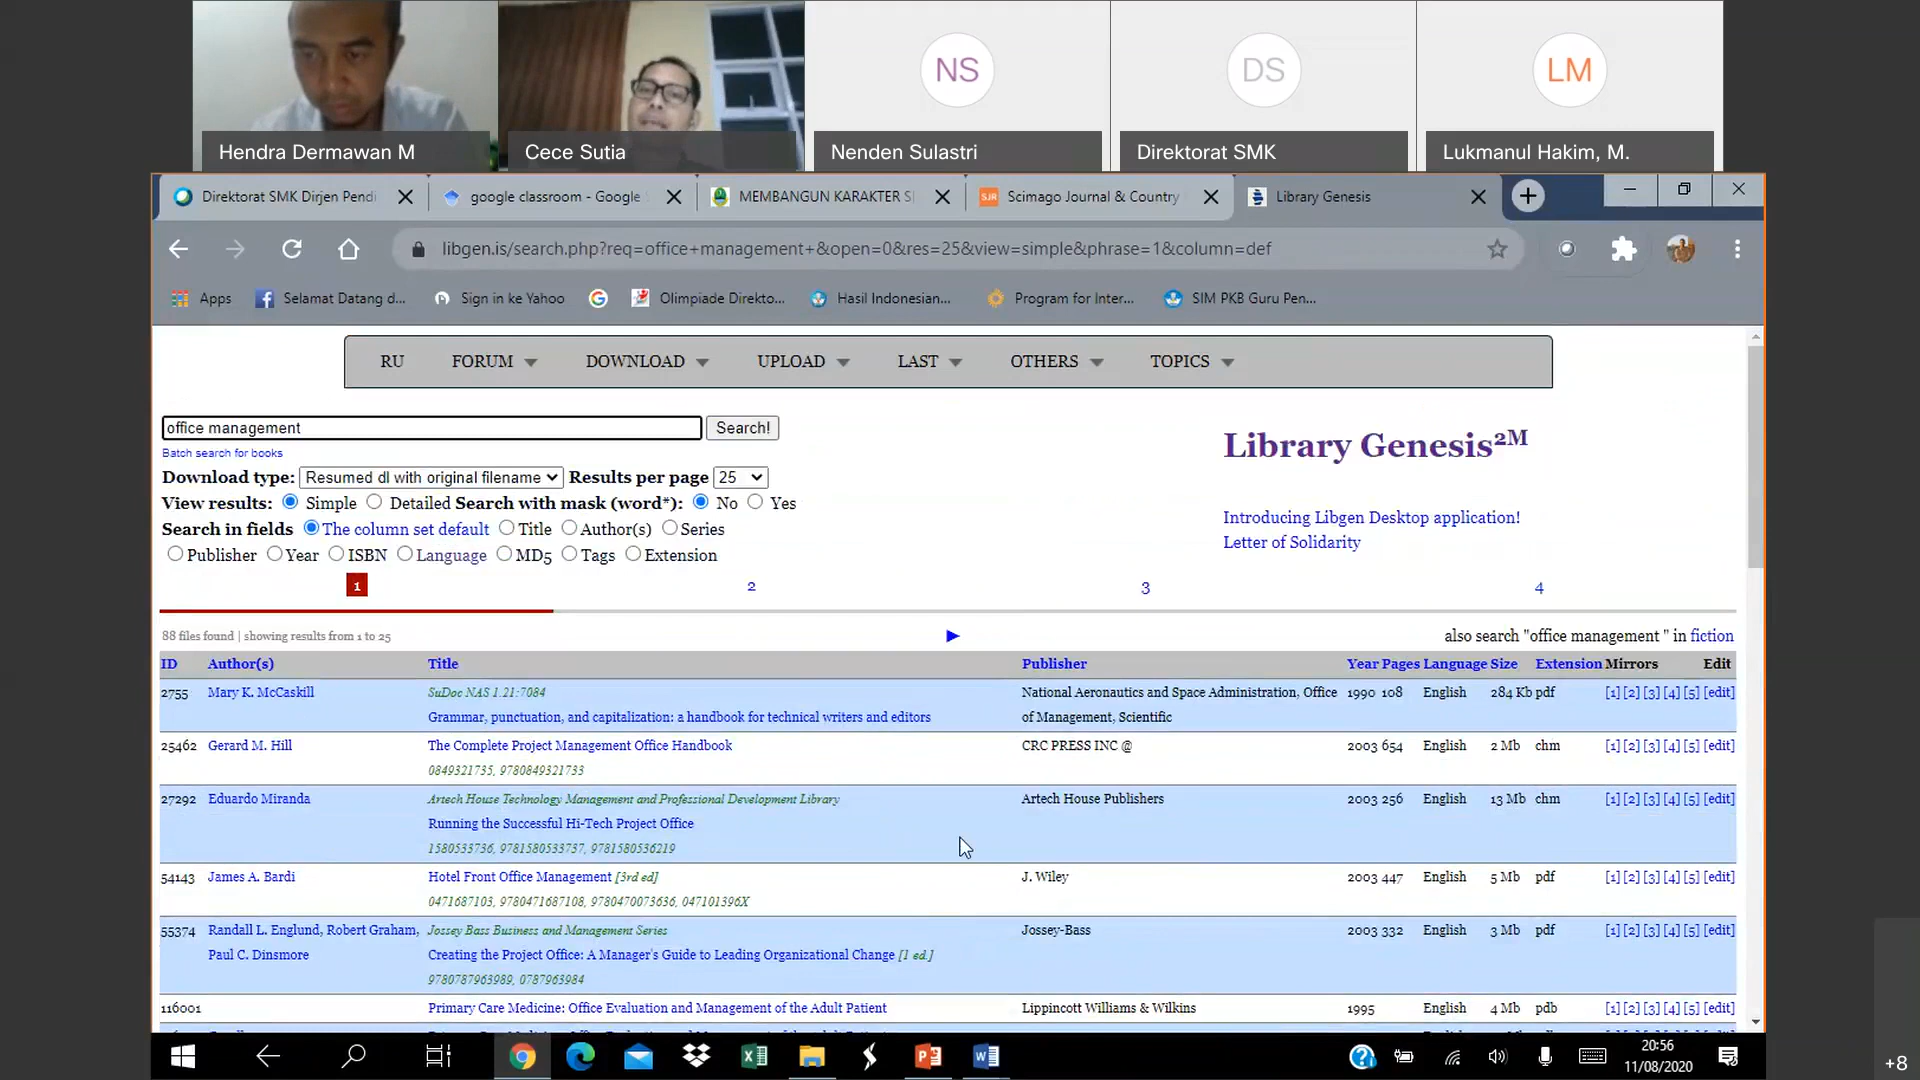 NS
DS
LM
Hendra Dermawan M
Cece Sutia
Nenden Sulastri
Direktorat SMK
Lukmanul Hakim, M.
Direktorat SMK Dirjen Pendi
google classroom - Google
MEMBANGUN KARAKTER S
SJR
Scimago Journal & Country
Library Genesis
libgen.is/search.php?req=office+management+&open=0&res=25&view=simple&phrase=1&column=def
Apps
Selamat Datang d...
Sign in ke Yahoo
Olimpiade Direkto...
Hasil Indonesian...
Program for Inter...
SIM PKB Guru Pen...
RU FORUM DOWNLOAD UPLOAD LAST OTHERS TOPICS
office management Search!
Batch search for books
Library Genesis2M
Download type: Resumed dl with original filename Results per page 25
View results: Simple Detailed Search with mask (word*): No Yes
Introducing Libgen Desktop application!
Search in fields The column set default Title Author(s) Series
Letter of Solidarity
Publisher Year ISBN Language MD5 Tags Extension
1 2 3 4
88 files found | showing results from 1 to 25
also search "office management " in fiction
ID Author(s) Title Publisher Year Pages Language Size Extension Mirrors Edit
2755 Mary K. McCaskill SuDoc NAS 1.21:7084 National Aeronautics and Space Administration, Office 1990 108 English 284 Kb pdf [1] [2] [3] [4] [5] [edit]
Grammar, punctuation, and capitalization: a handbook for technical writers and editors of Management, Scientific
25462 Gerard M. Hill The Complete Project Management Office Handbook CRC PRESS INC @ 2003 654 English 2 Mb chm [1] [2] [3] [4] [5] [edit]
0849321735, 9780849321733
27292 Eduardo Miranda Artech House Technology Management and Professional Development Library Artech House Publishers 2003 256 English 13 Mb chm [1] [2] [3] [4] [5] [edit]
Running the Successful Hi-Tech Project Office
1580533736, 9781580533737, 9781580536219
54143 James A. Bardi Hotel Front Office Management [3rd ed] J. Wiley 2003 447 English 5 Mb pdf [1] [2] [3] [4] [5] [edit]
0471687103, 9780471687108, 9780470073636, 047101396X
55374 Randall L. Englund, Robert Graham, Jossey Bass Business and Management Series Jossey-Bass 2003 332 English 3 Mb pdf [1] [2] [3] [4] [5] [edit]
Paul C. Dinsmore Creating the Project Office: A Manager's Guide to Leading Organizational Change [1 ed.]
9780787963989, 0787963984
116001 Primary Care Medicine: Office Evaluation and Management of the Adult Patient Lippincott Williams & Wilkins 1995 English 4 Mb pdb [1] [2] [3] [4] [5] [edit]
20:56
11/08/2020
+8